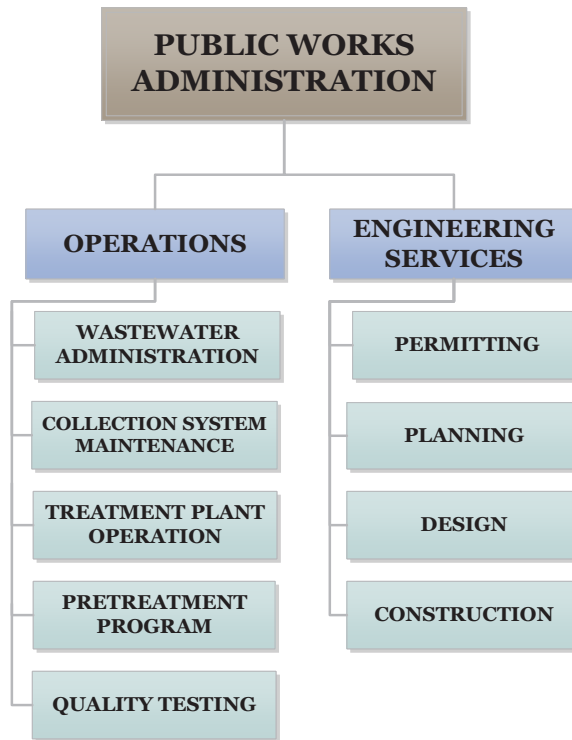 PUBLIC WORKS
ADMINISTRATION
OPERATIONS
WASTEWATER
ADMINISTRATION
COLLECTION SYSTEM
MAINTENANCE
TREATMENT PLANT
OPERATION
PRETREATMENT
PROGRAM
QUALITY TESTING
ENGINEERING
SERVICES
PERMITTING
PLANNING
DESIGN
CONSTRUCTION